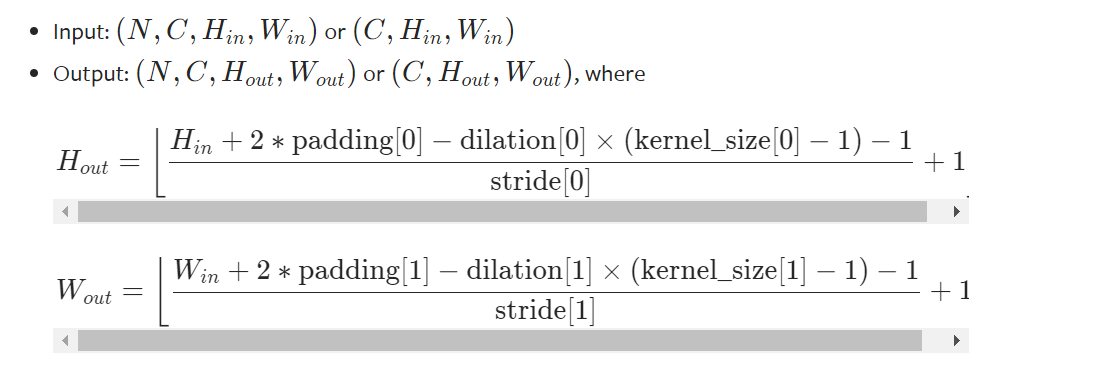 • Input: (N, C, H_in, W_in) or (C, H_in, W_in)
• Output: (N, C, H_out, W_out) or (C, H_out, W_out), where
H_out = ⌊ (H_in + 2 * padding[0] − dilation[0] × (kernel_size[0] − 1) − 1) / stride[0] + 1
W_out = ⌊ (W_in + 2 * padding[1] − dilation[1] × (kernel_size[1] − 1) − 1) / stride[1] + 1